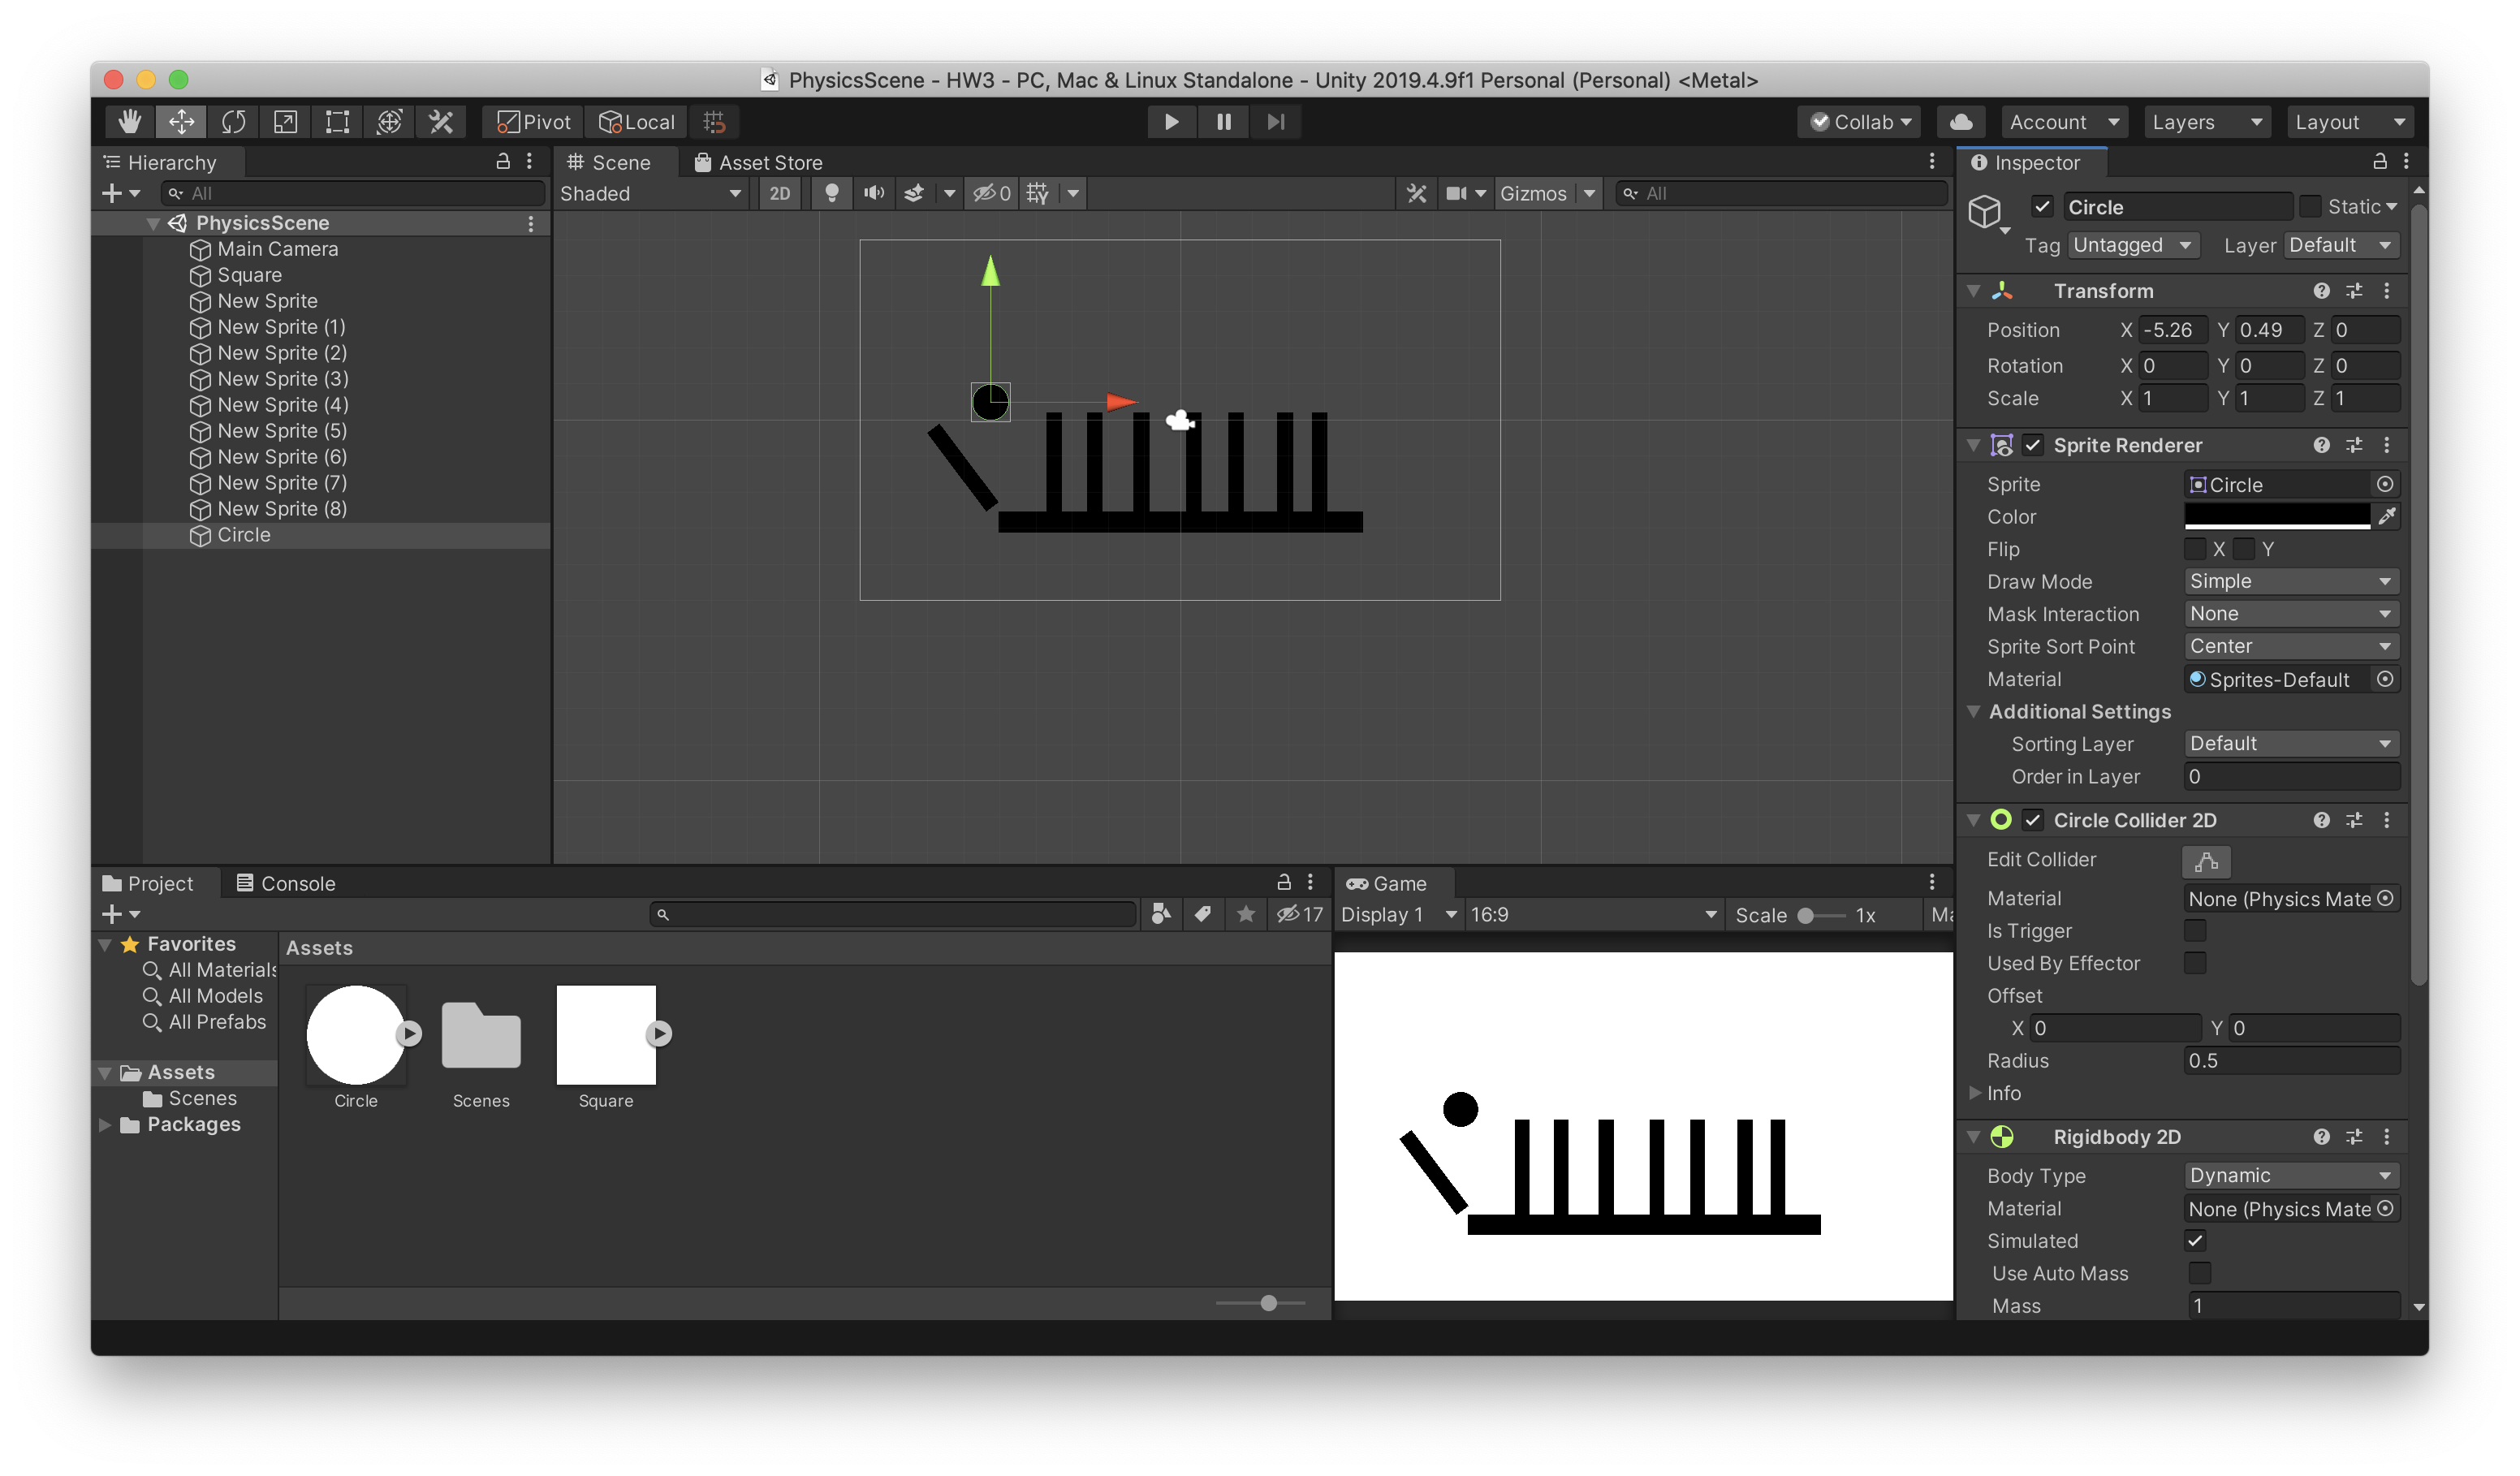 PhysicsScene - HW3 - PC, Mac & Linux Standalone - Unity 2019.4.9f1 Personal (Personal) <Metal>
Pivot Local Collab Account Layers Layout
Hierarchy
All
PhysicsScene
Main Camera
Square
New Sprite
New Sprite (1)
New Sprite (2)
New Sprite (3)
New Sprite (4)
New Sprite (5)
New Sprite (6)
New Sprite (7)
New Sprite (8)
Circle
Scene Asset Store
Shaded 2D 0 Gizmos All
Inspector
Circle Static
Tag Untagged Layer Default
Transform
Position X -5.26 Y 0.49 Z 0
Rotation X 0 Y 0 Z 0
Scale X 1 Y 1 Z 1
Sprite Renderer
Sprite Circle
Color
Flip X Y
Draw Mode Simple
Mask Interaction None
Sprite Sort Point Center
Material Sprites-Default
Additional Settings
Sorting Layer Default
Order in Layer 0
Circle Collider 2D
Edit Collider
Material None (Physics Mate
Is Trigger
Used By Effector
Offset
X 0 Y 0
Radius 0.5
Info
Rigidbody 2D
Body Type Dynamic
Material None (Physics Mate
Simulated
Use Auto Mass
Mass 1
Project Console
17
Favorites
All Materials
All Models
All Prefabs
Assets
Scenes
Packages
Assets
Circle Scenes Square
Game
Display 1 16:9 Scale 1x Ma